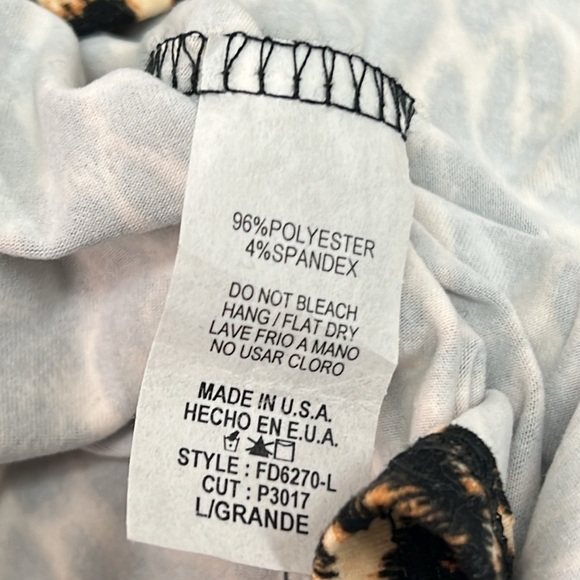 96%POLYESTER
4%SPANDEX
DO NOT BLEACH
HANG / FLAT DRY
LAVE FRIO A MANO
NO USAR CLORO
MADE IN U.S.A.
HECHO EN E.U.A.
STYLE : FD6270-L
CUT : P3017
L/GRANDE